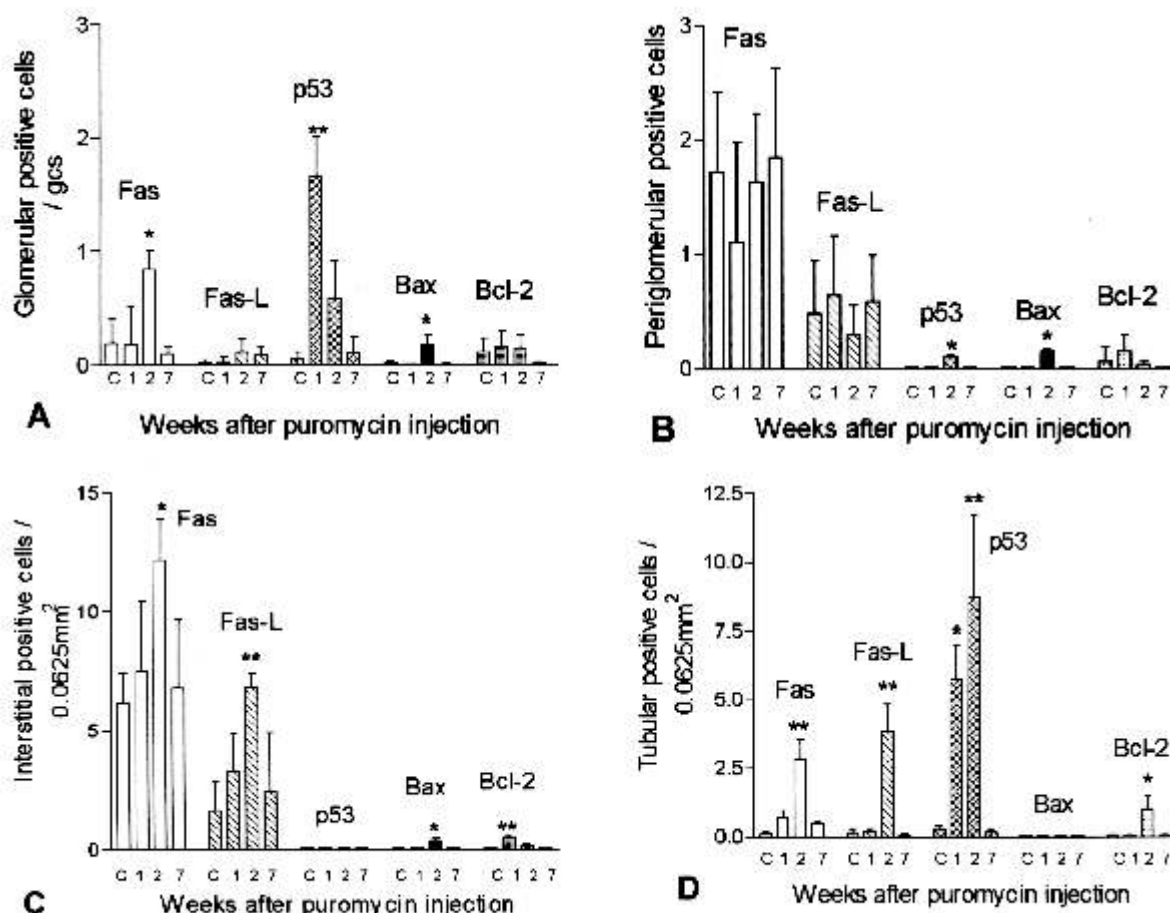 Glomerular positive cells
/ gcs
3
2
1
0
Fas
*
Fas-L
p53
**
Bax
*
Bcl-2
C 1 2 7 C 1 2 7 C 1 2 7 C 1 2 7 C 1 2 7
A
Weeks after puromycin injection
Periglomerular positive cells
3
2
1
0
Fas
Fas-L
p53
*
Bax
*
Bcl-2
C 1 2 7 C 1 2 7 C 1 2 7 C 1 2 7 C 1 2 7
B
Weeks after puromycin injection
Interstitial positive cells /
0.0625mm²
15
10
5
0
*
Fas
Fas-L
**
p53
Bax
*
Bcl-2
**
C 1 2 7 C 1 2 7 C 1 2 7 C 1 2 7 C 1 2 7
C
Weeks after puromycin injection
Tubular positive cells /
0.0625mm²
12.5
10.0
7.5
5.0
2.5
0.0
Fas
**
Fas-L
**
*
**
p53
Bax
Bcl-2
*
C 1 2 7 C 1 2 7 C 1 2 7 C 1 2 7 C 1 2 7
D
Weeks after puromycin injection